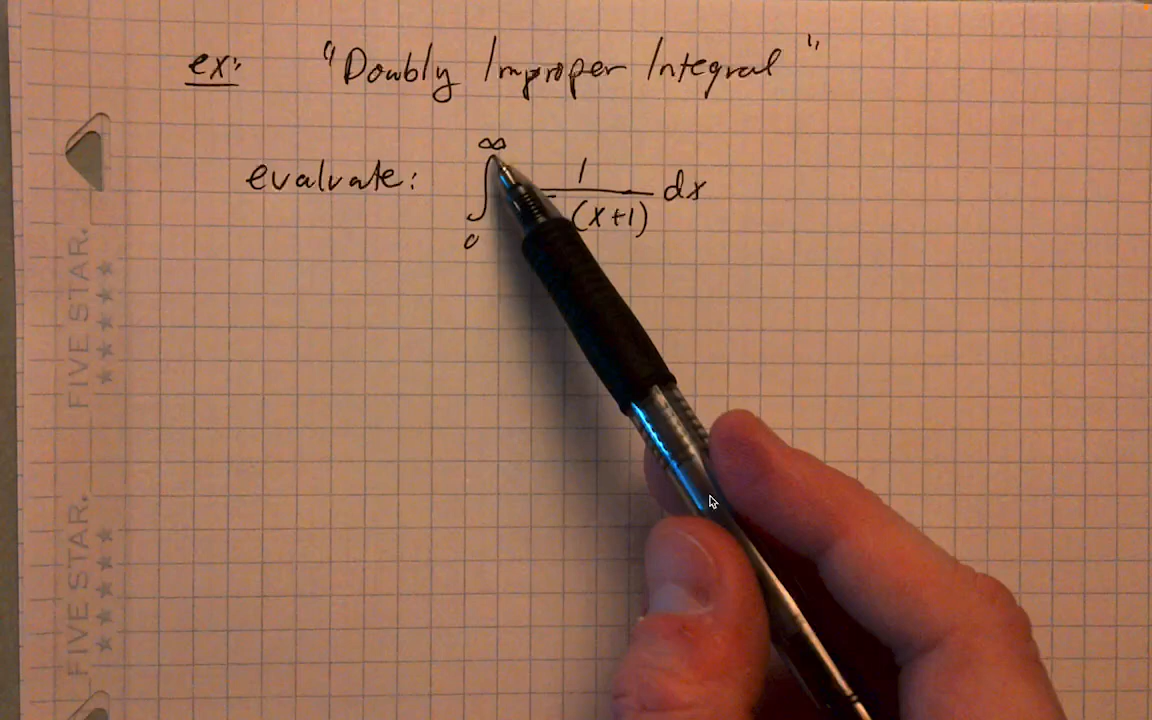 ex: "Doubly Improper Integral"
evaluate: ∫₀^∞ 1 / (x+1) dx
FIVE STAR.
FIVE STAR.